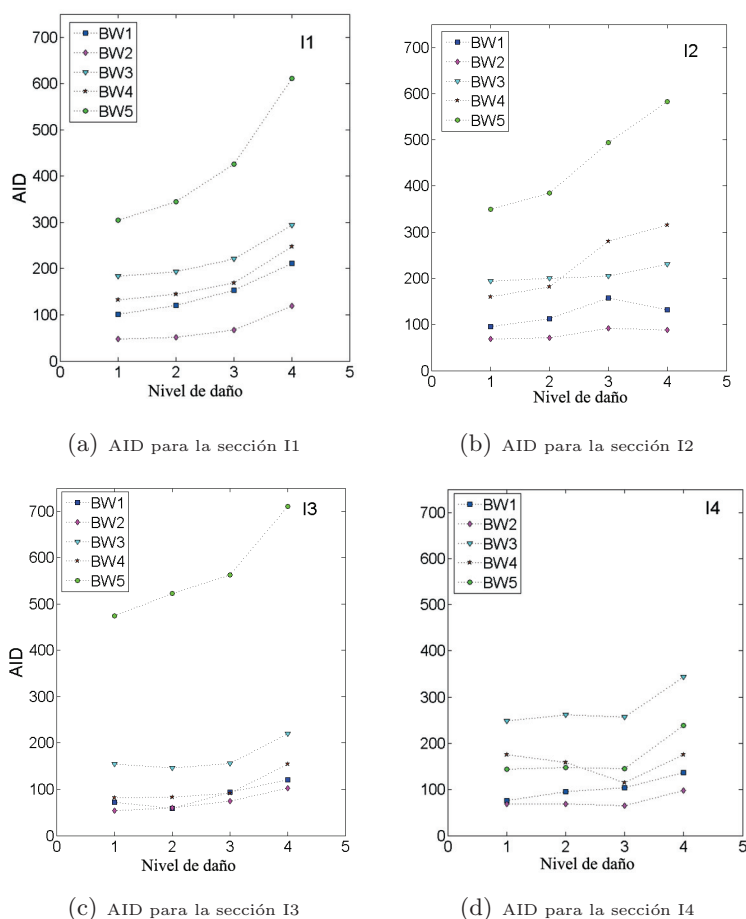 I1
BW1
BW2
BW3
BW4
BW5
700
600
500
400
300
200
100
0
AID
0 1 2 3 4 5
Nivel de daño
(a) AID para la sección I1
I2
BW1
BW2
BW3
BW4
BW5
700
600
500
400
300
200
100
0
0 1 2 3 4 5
Nivel de daño
(b) AID para la sección I2
I3
BW1
BW2
BW3
BW4
BW5
700
600
500
400
300
200
100
0
AID
0 1 2 3 4 5
Nivel de daño
(c) AID para la sección I3
I4
BW1
BW2
BW3
BW4
BW5
700
600
500
400
300
200
100
0
0 1 2 3 4 5
Nivel de daño
(d) AID para la sección I4